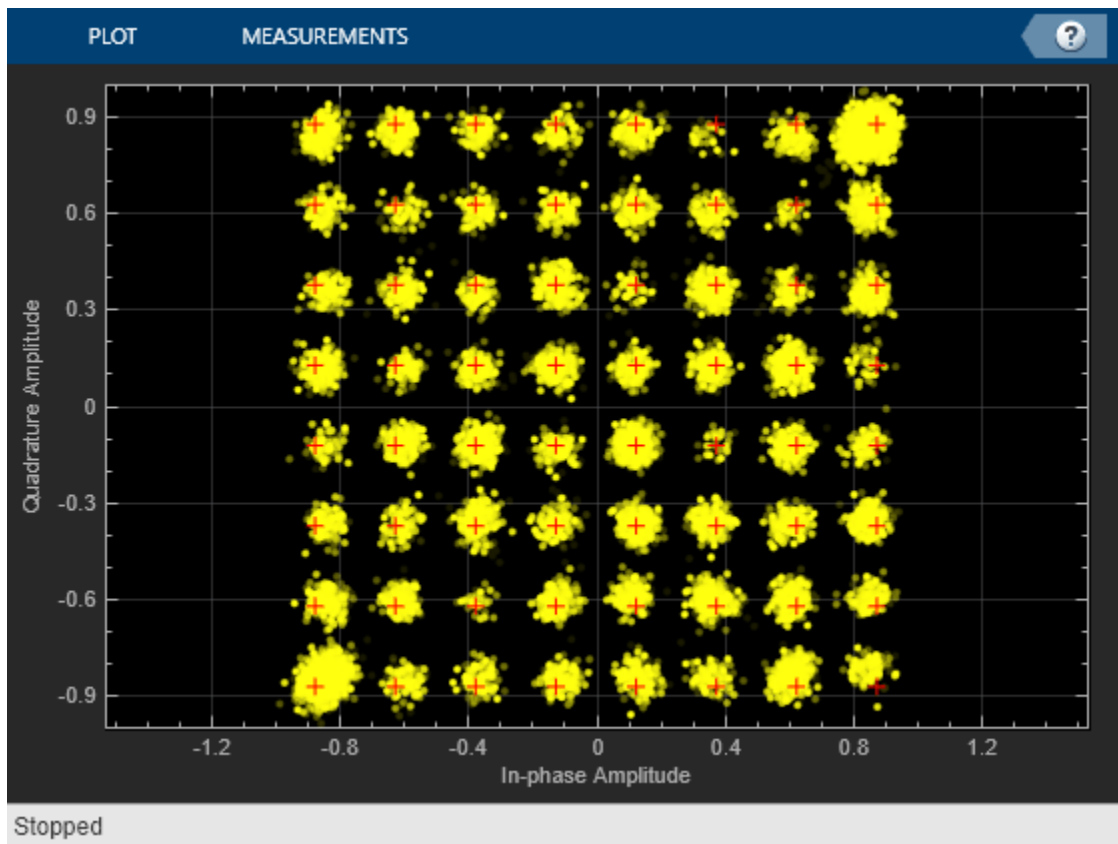 PLOT MEASUREMENTS ?
0.9
0.6
0.3
0
-0.3
-0.6
-0.9
Quadrature Amplitude
-1.2 -0.8 -0.4 0 0.4 0.8 1.2
In-phase Amplitude
Stopped